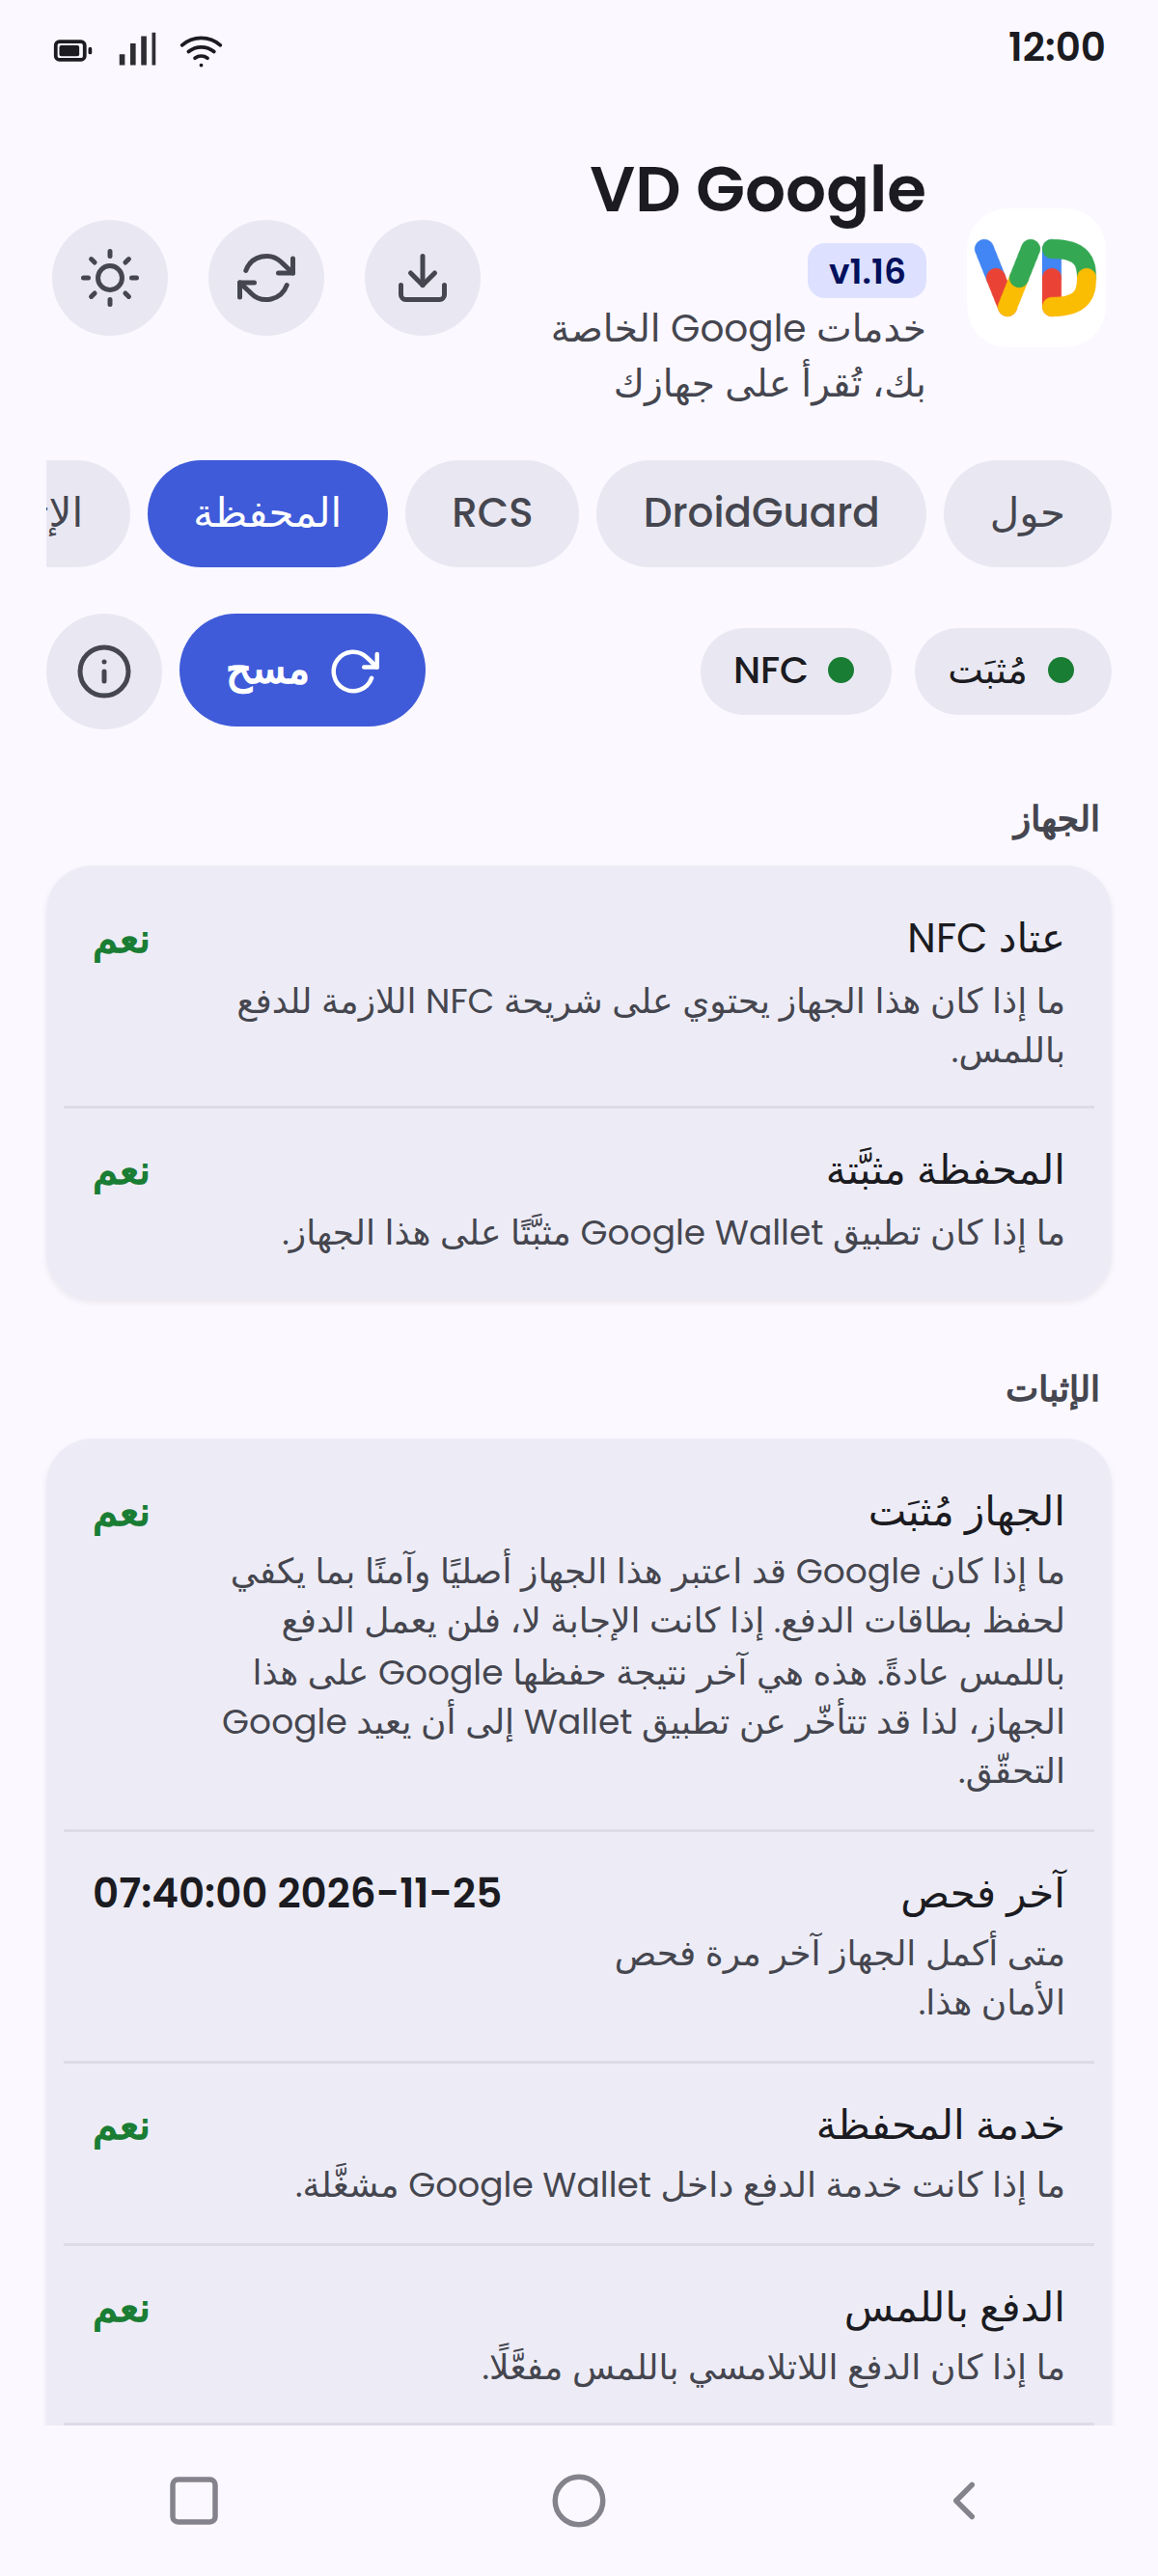 12:00
VD Google
v1.16
خدمات Google الخاصة
بك، تُقرأ على جهازك
VD
حول
DroidGuard
RCS
المحفظة
مُثبَت
NFC
مسح
الجهاز
عتاد NFC
نعم
ما إذا كان هذا الجهاز يحتوي على شريحة NFC اللازمة للدفع
باللمس.
المحفظة مثبَّتة
نعم
ما إذا كان تطبيق Google Wallet مثبَّتًا على هذا الجهاز.
الإثبات
الجهاز مُثبَت
نعم
ما إذا كان Google قد اعتبر هذا الجهاز أصليًا وآمنًا بما يكفي
لحفظ بطاقات الدفع. إذا كانت الإجابة لا، فلن يعمل الدفع
باللمس عادةً. هذه هي آخر نتيجة حفظها Google على هذا
الجهاز، لذا قد تتأخّر عن تطبيق Wallet إلى أن يعيد Google
التحقّق.
آخر فحص
07:40:00 2026-11-25
متى أكمل الجهاز آخر مرة فحص
الأمان هذا.
خدمة المحفظة
نعم
ما إذا كانت خدمة الدفع داخل Google Wallet مشغَّلة.
الدفع باللمس
نعم
ما إذا كان الدفع اللاتلامسي باللمس مفعَّلًا.